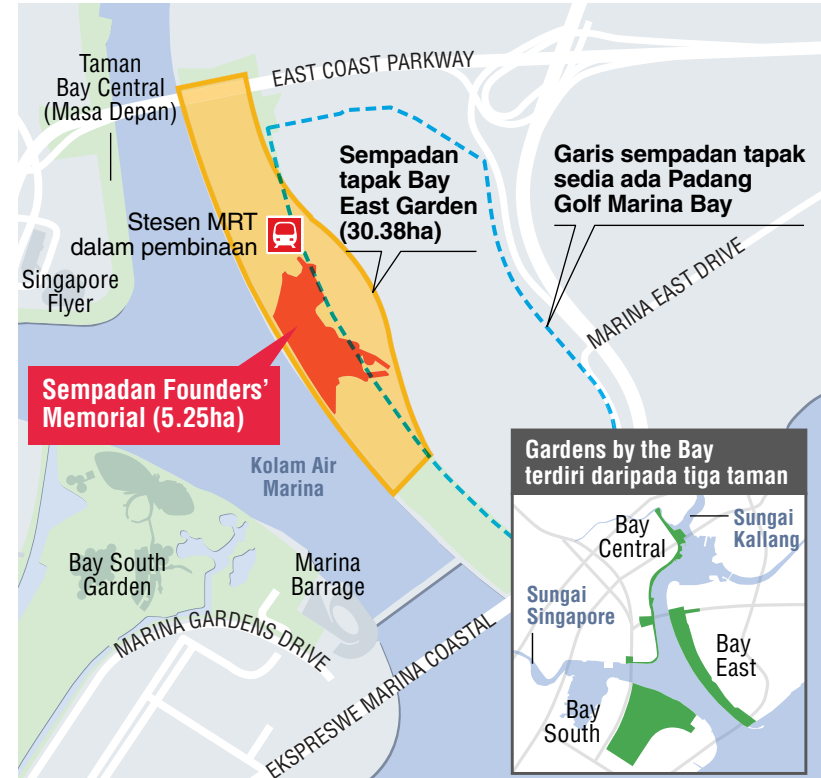 Taman
Bay Central
(Masa Depan)
EAST COAST PARKWAY
Sempadan
tapak Bay
East Garden
(30.38ha)
Garis sempadan tapak
sedia ada Padang
Golf Marina Bay
Stesen MRT
dalam pembinaan
Singapore
Flyer
MARINA EAST DRIVE
Sempadan Founders’
Memorial (5.25ha)
Kolam Air
Marina
Bay South
Garden
Marina
Barrage
MARINA GARDENS DRIVE
EKSPRESWE MARINA COASTAL
Gardens by the Bay
terdiri daripada tiga taman
Bay
Central
Sungai
Kallang
Sungai
Singapore
Bay
East
Bay
South